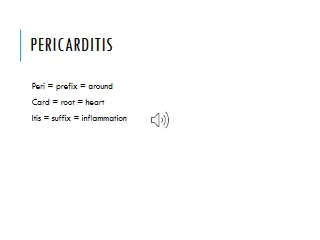 PERICARDITIS
Peri = prefix = around
Card = root = heart
Itis = suffix = inflammation